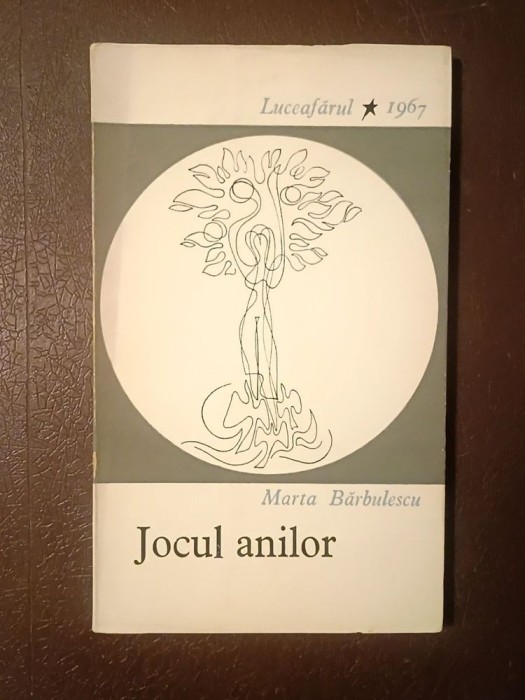 Luceafărul ★ 1967
Marta Bărbulescu
Jocul anilor